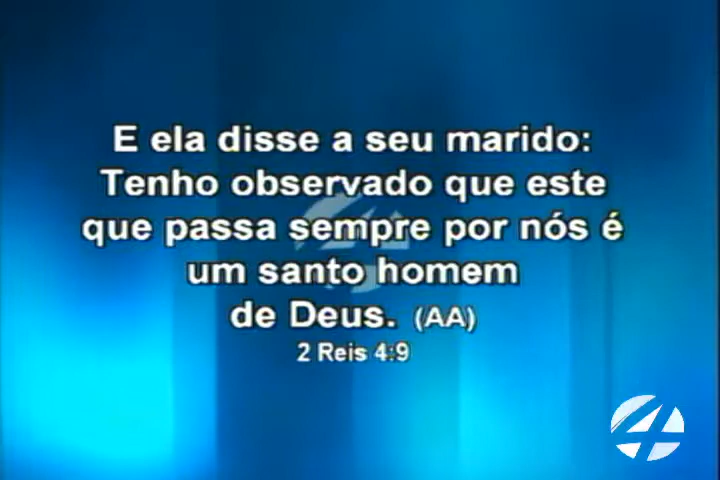 E ela disse a seu marido:
Tenho observado que este
que passa sempre por nós é
um santo homem
de Deus. (AA)
2 Reis 4:9